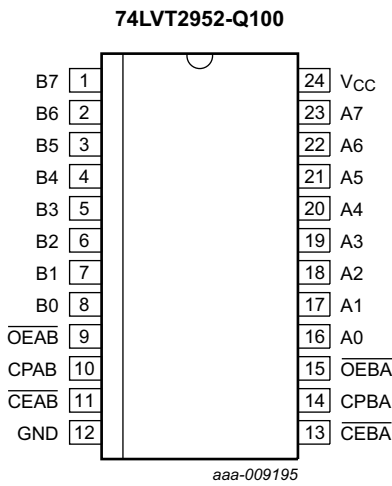 74LVT2952-Q100
B7 1 24 VCC
B6 2 23 A7
B5 3 22 A6
B4 4 21 A5
B3 5 20 A4
B2 6 19 A3
B1 7 18 A2
B0 8 17 A1
OEAB 9 16 A0
CPAB 10 15 OEBA
CEAB 11 14 CPBA
GND 12 13 CEBA
aaa-009195